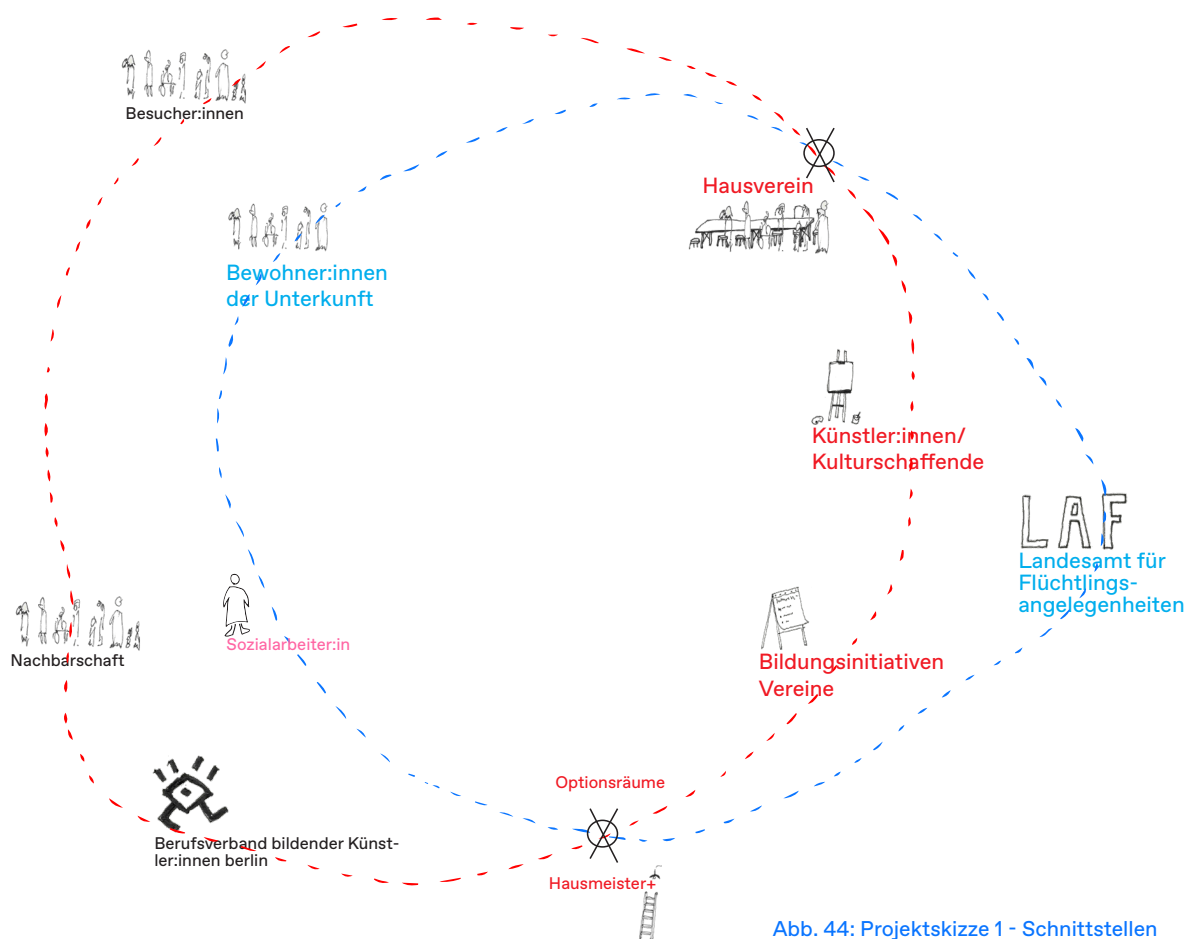 Besucher:innen
Hausverein
Bewohner:innen
der Unterkunft
Künstler:innen/
Kulturschaffende
LAF
Landesamt für
Flüchtlings-
angelegenheiten
Sozialarbeiter:in
Nachbarschaft
Bildungsinitiativen
Vereine
Optionsräume
Berufsverband bildender Künst-
ler:innen berlin
Hausmeister+
Abb. 44: Projektskizze 1 - Schnittstellen